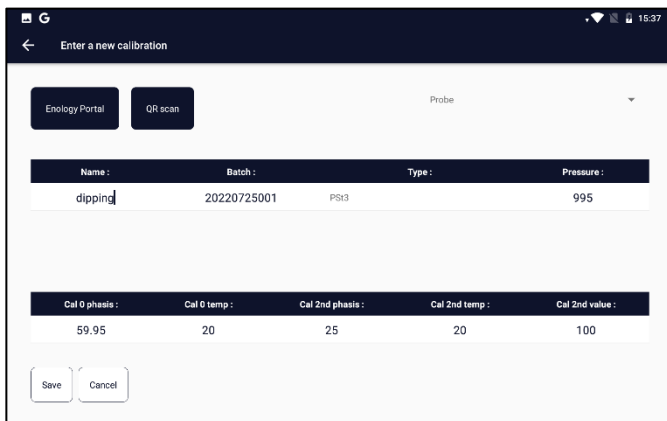 G 15:37
Enter a new calibration
Enology Portal QR scan Probe
Name : Batch : Type : Pressure :
dipping 20220725001 PSt3 995
Cal 0 phasis : Cal 0 temp : Cal 2nd phasis : Cal 2nd temp : Cal 2nd value :
59.95 20 25 20 100
Save Cancel